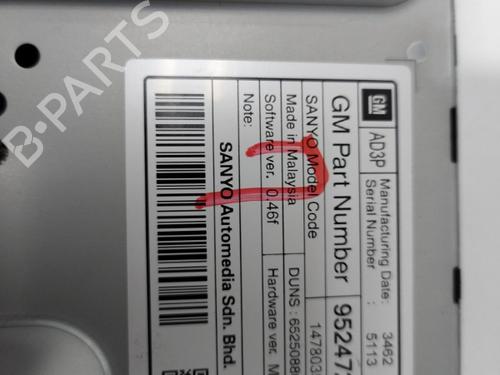 B-PARTS
GM
AD3P
Manufacturing Date: 3462
Serial Number : 5113
GM Part Number 95247
SANYO Model Code 147803
Made in Malaysia DUNS : 6525088
Software ver. 0.46f Hardware ver.
Note:
SANYO Automedia Sdn. Bhd.